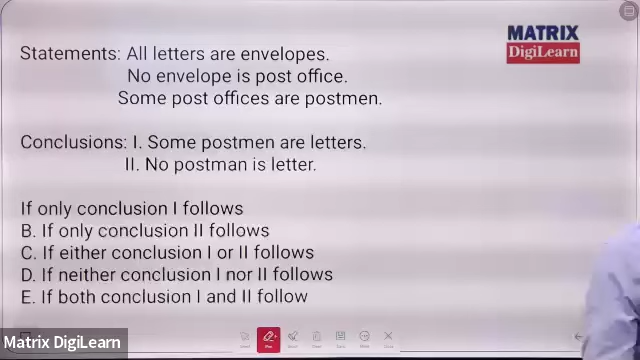 MATRIX
DigiLearn
Statements: All letters are envelopes.
No envelope is post office.
Some post offices are postmen.
Conclusions: I. Some postmen are letters.
II. No postman is letter.
If only conclusion I follows
B. If only conclusion II follows
C. If either conclusion I or II follows
D. If neither conclusion I nor II follows
E. If both conclusion I and II follow
Matrix DigiLearn